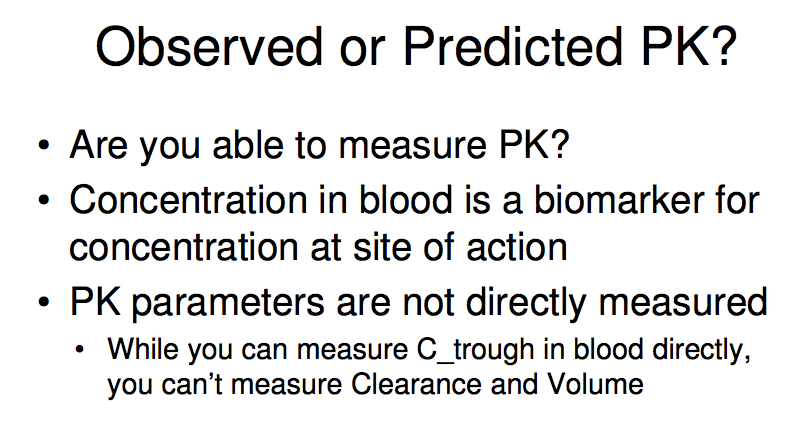 Observed or Predicted PK?
• Are you able to measure PK?
• Concentration in blood is a biomarker for
concentration at site of action
• PK parameters are not directly measured
• While you can measure C_trough in blood directly,
you can’t measure Clearance and Volume